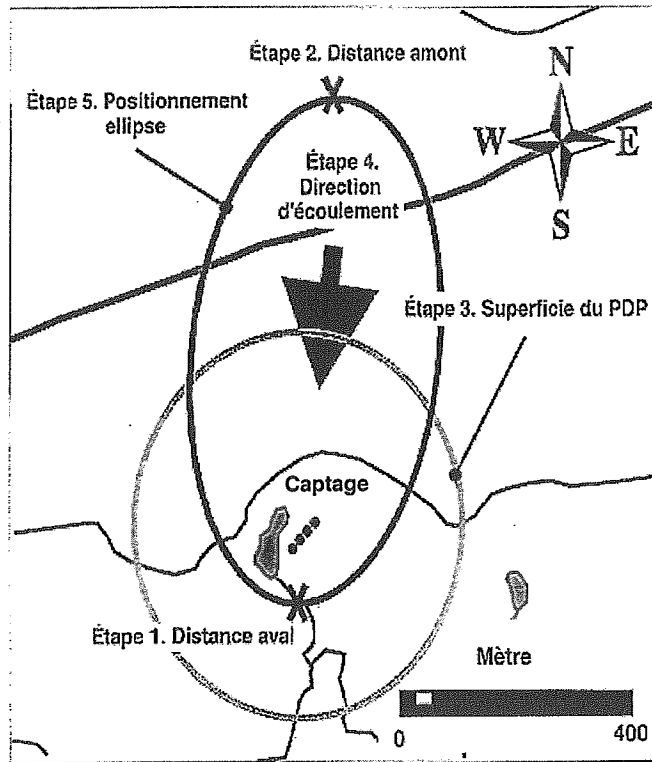 Étape 2. Distance amont
Étape 5. Positionnement
ellipse
N
W
E
S
Étape 4.
Direction
d'écoulement
Étape 3. Superficie du PDP
Captage
Étape 1. Distance aval
Mètre
0
400